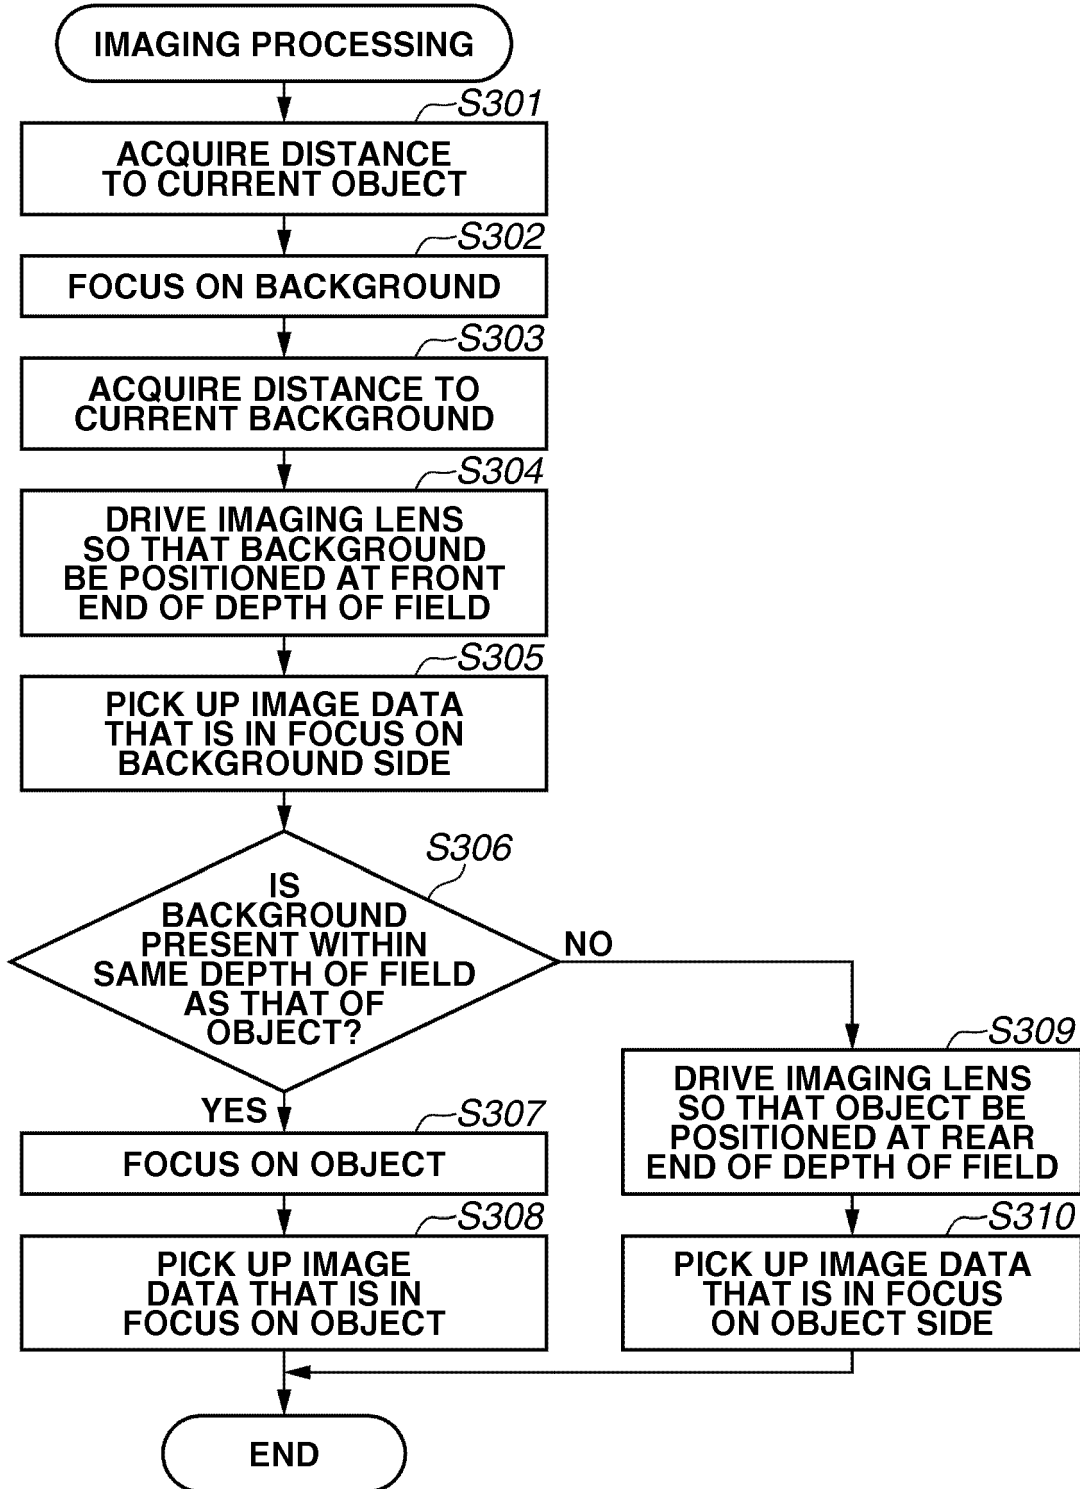 IMAGING PROCESSING
S301
ACQUIRE DISTANCE
TO CURRENT OBJECT
S302
FOCUS ON BACKGROUND
S303
ACQUIRE DISTANCE TO
CURRENT BACKGROUND
S304
DRIVE IMAGING LENS
SO THAT BACKGROUND
BE POSITIONED AT FRONT
END OF DEPTH OF FIELD
S305
PICK UP IMAGE DATA
THAT IS IN FOCUS ON
BACKGROUND SIDE
S306
IS
BACKGROUND
PRESENT WITHIN
SAME DEPTH OF FIELD
AS THAT OF
OBJECT?
NO
YES
S307
FOCUS ON OBJECT
S308
PICK UP IMAGE
DATA THAT IS IN
FOCUS ON OBJECT
S309
DRIVE IMAGING LENS
SO THAT OBJECT BE
POSITIONED AT REAR
END OF DEPTH OF FIELD
S310
PICK UP IMAGE DATA
THAT IS IN FOCUS
ON OBJECT SIDE
END